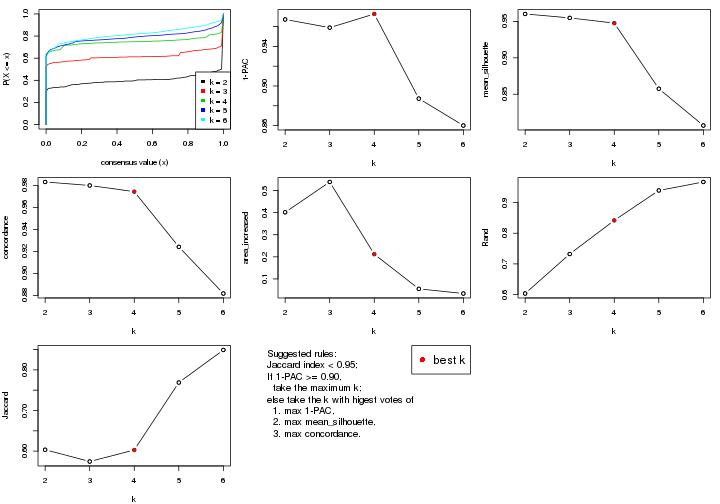 P(X <= x)
0.0 0.2 0.4 0.6 0.8 1.0
k = 2
k = 3
k = 4
k = 5
k = 6
0.0 0.2 0.4 0.6 0.8 1.0
consensus value (x)
1-PAC
0.86 0.90 0.94
2 3 4 5 6
k
mean_silhouette
0.85 0.90 0.95
2 3 4 5 6
k
concordance
0.88 0.90 0.92 0.94 0.96 0.98
2 3 4 5 6
k
area_increased
0.1 0.2 0.3 0.4 0.5
2 3 4 5 6
k
Rand
0.6 0.7 0.8 0.9
2 3 4 5 6
k
Jaccard
0.60 0.70 0.80
2 3 4 5 6
k
Suggested rules:
Jaccard index < 0.95;
If 1-PAC >= 0.90,
take the maximum k;
else take the k with higest votes of
1. max 1-PAC,
2. max mean_silhouette,
3. max concordance.
best k